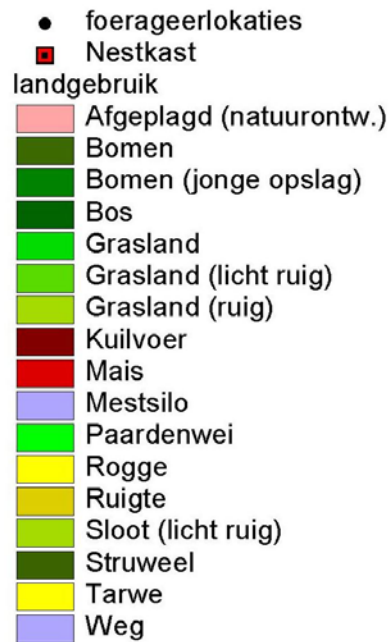 foerageerlokaties
Nestkast
landgebruik
Afgeplagd (natuurontw.)
Bomen
Bomen (jonge opslag)
Bos
Grasland
Grasland (licht ruig)
Grasland (ruig)
Kuilvoer
Mais
Mestsilo
Paardenwei
Rogge
Ruigte
Sloot (licht ruig)
Struweel
Tarwe
Weg